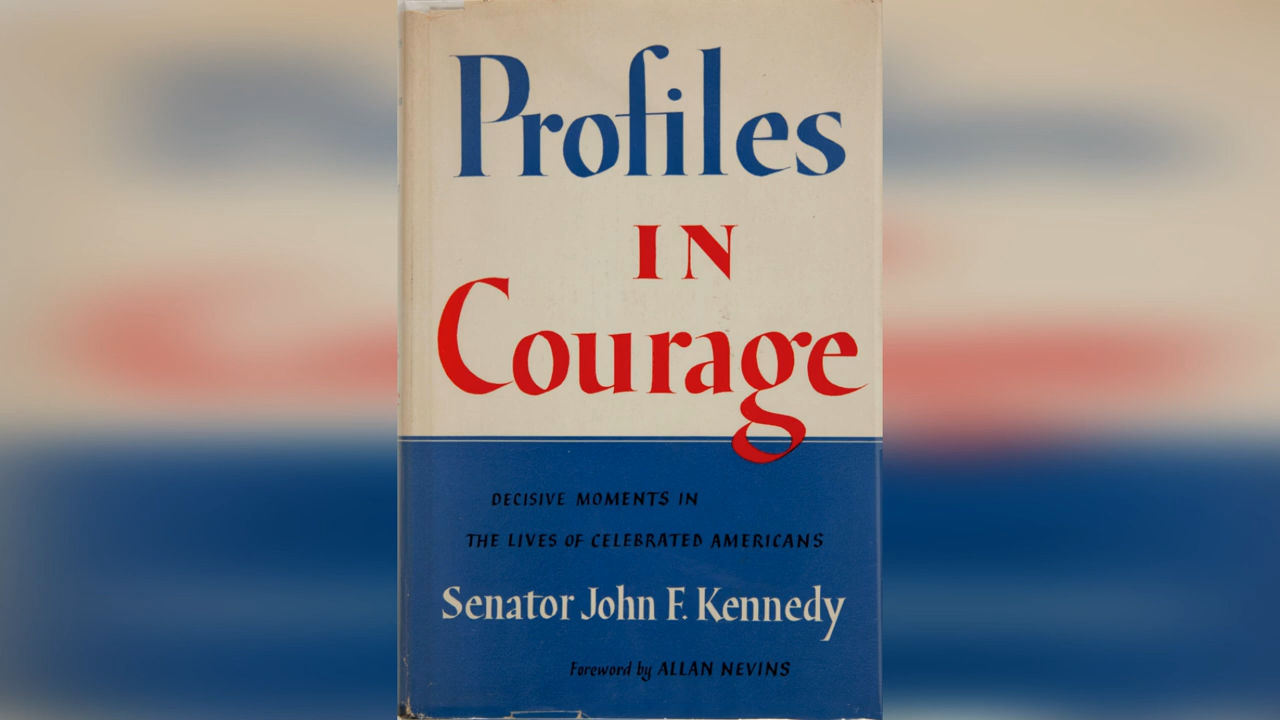 Profiles
IN
Courage
DECISIVE MOMENTS IN
THE LIVES OF CELEBRATED AMERICANS
Senator John F. Kennedy
Foreword by ALLAN NEVINS